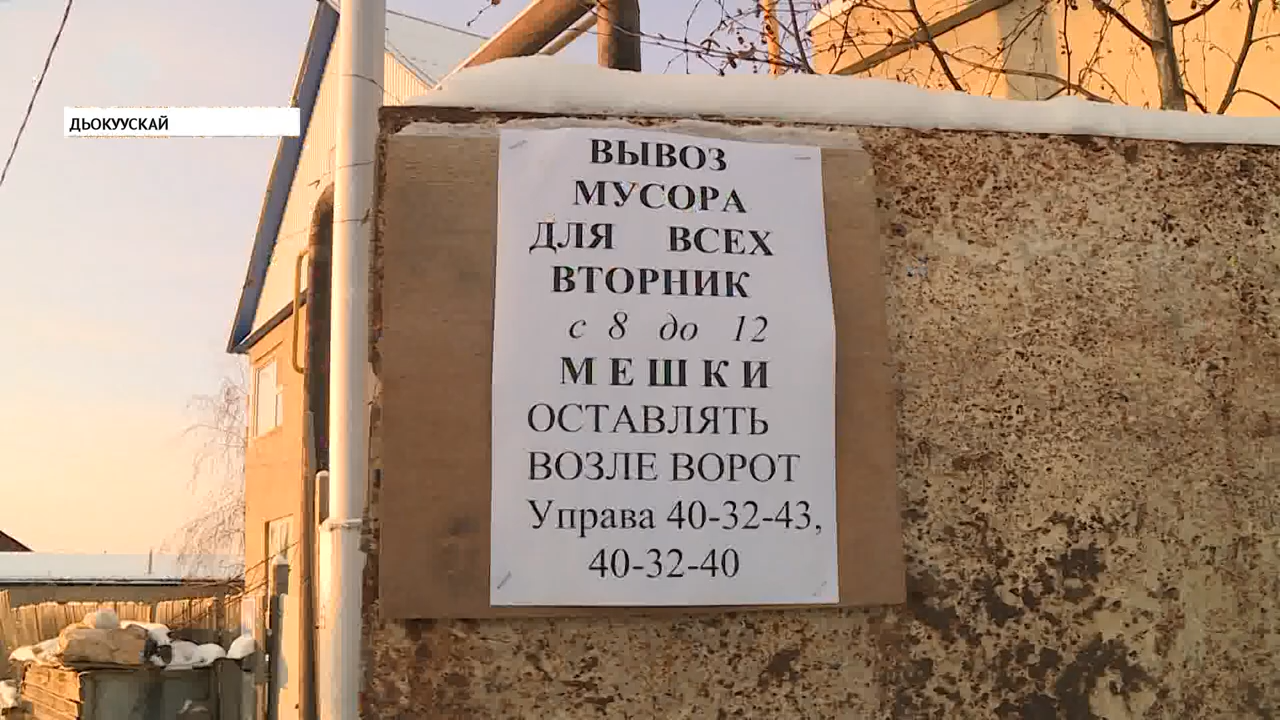 ДЬОКУУСКАЙ
ВЫВОЗ
МУСОРА
ДЛЯ ВСЕХ
ВТОРНИК
с 8 до 12
МЕШКИ
ОСТАВЛЯТЬ
ВОЗЛЕ ВОРОТ
Управа 40-32-43,
40-32-40